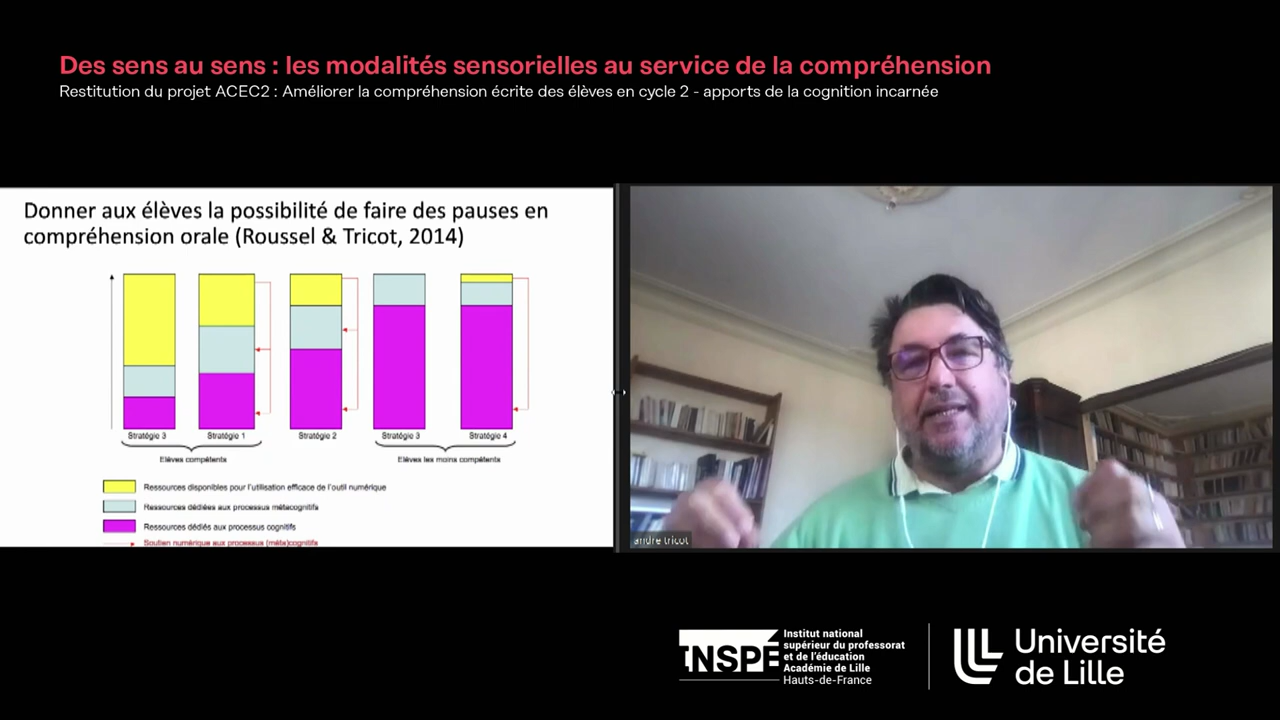 Des sens au sens : les modalités sensorielles au service de la compréhension
Restitution du projet ACEC2 : Améliorer la compréhension écrite des élèves en cycle 2 - apports de la cognition incarnée
Donner aux élèves la possibilité de faire des pauses en
compréhension orale (Roussel & Tricot, 2014)
Stratégie 3
Stratégie 1
Stratégie 2
Stratégie 3
Stratégie 4
Elèves compétents
Elèves les moins compétents
Ressources disponibles pour l'utilisation efficace de l'outil numérique
Ressources dédiées aux processus métacognitifs
Ressources dédiés aux processus cognitifs
Soutien numérique aux processus (méta)cognitifs
andre tricot
INSPÉ
Institut national
supérieur du professorat
et de l'éducation
Académie de Lille
Hauts-de-France
Université
de Lille